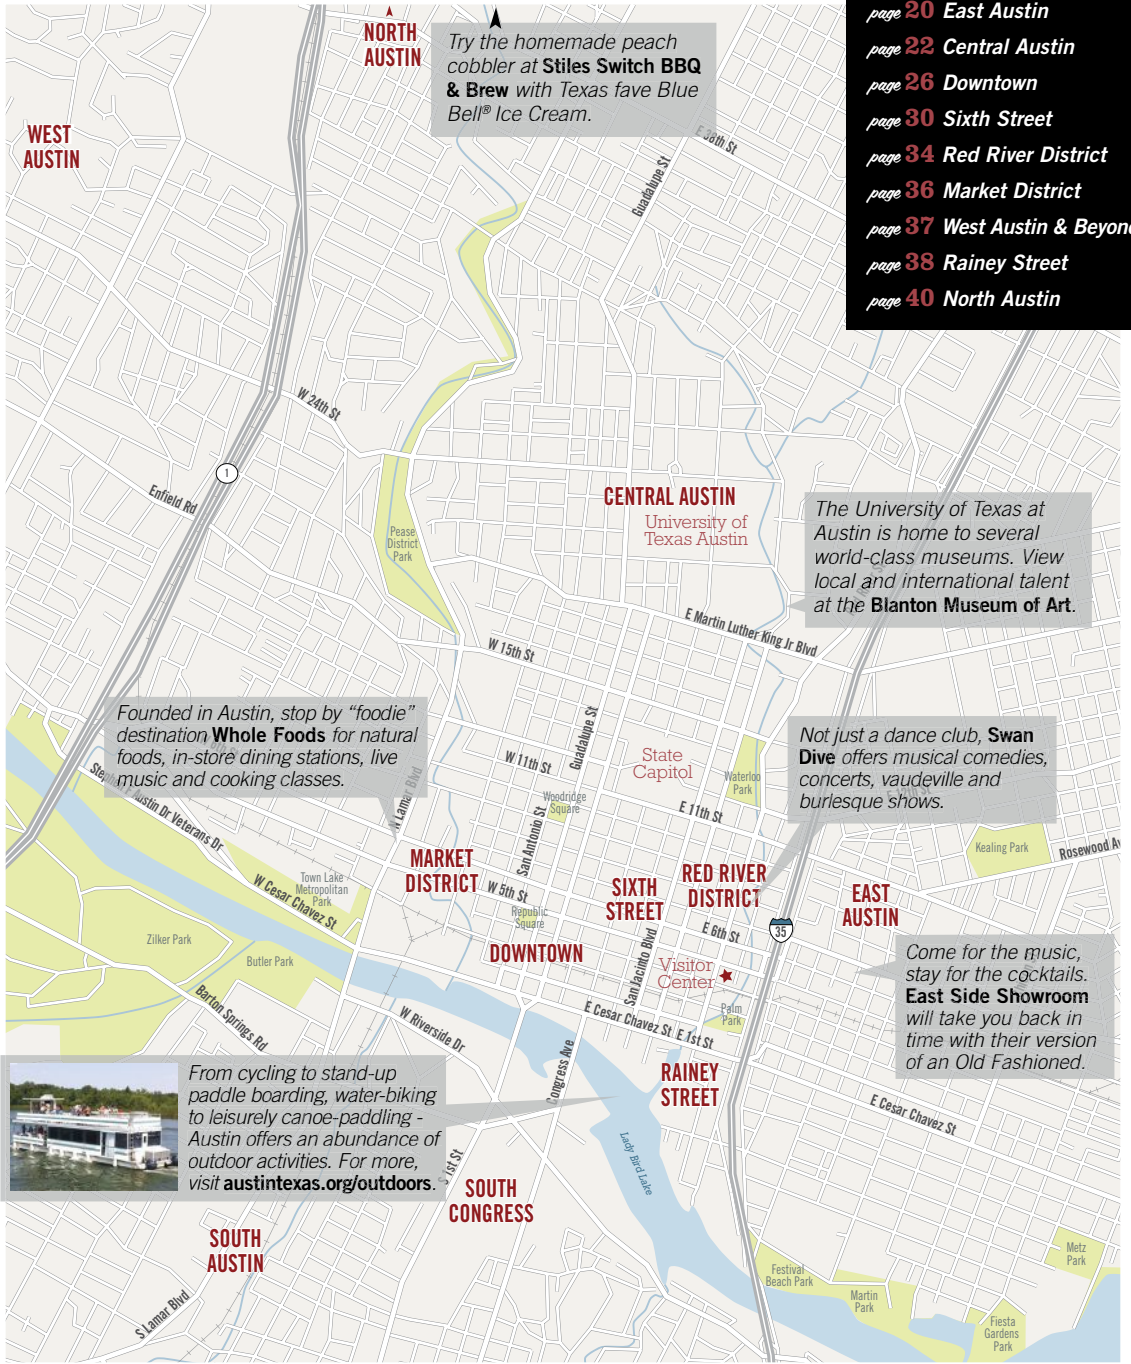 page 20 East Austin
page 22 Central Austin
page 26 Downtown
page 30 Sixth Street
page 34 Red River District
page 36 Market District
page 37 West Austin & Beyond
page 38 Rainey Street
page 40 North Austin
NORTH
AUSTIN
Try the homemade peach
cobbler at Stiles Switch BBQ
& Brew with Texas fave Blue
Bell® Ice Cream.
WEST
AUSTIN
E 38th St
Guadalupe St
W 24th St
1
Enfield Rd
Pease
District
Park
CENTRAL AUSTIN
University of
Texas Austin
The University of Texas at
Austin is home to several
world-class museums. View
local and international talent
at the Blanton Museum of Art.
E Martin Luther King Jr Blvd
W 15th St
Founded in Austin, stop by “foodie”
destination Whole Foods for natural
foods, in-store dining stations, live
music and cooking classes.
Guadalupe St
W 11th St
State
Capitol
Waterloo
Park
Not just a dance club, Swan
Dive offers musical comedies,
concerts, vaudeville and
burlesque shows.
E 12th St
Stephen F Austin Dr Veterans Dr
N Lamar Blvd
Woodridge
Square
E 11th St
San Antonio St
Kealing Park
Rosewood Av
MARKET
DISTRICT
Town Lake
Metropolitan
Park
W Cesar Chavez St
W 5th St
Republic
Square
SIXTH
STREET
RED RIVER
DISTRICT
EAST
AUSTIN
E 6th St
35
Zilker Park
Butler Park
DOWNTOWN
San Jacinto Blvd
Visitor
Center
Come for the music,
stay for the cocktails.
East Side Showroom
will take you back in
time with their version
of an Old Fashioned.
Barton Springs Rd
W Riverside Dr
E Cesar Chavez St
E 1st St
Palm
Park
Congress Ave
RAINEY
STREET
From cycling to stand-up
paddle boarding, water-biking
to leisurely canoe-paddling -
Austin offers an abundance of
outdoor activities. For more,
visit austintexas.org/outdoors.
E Cesar Chavez St
Lady Bird Lake
S 1st St
SOUTH
CONGRESS
SOUTH
AUSTIN
S Lamar Blvd
Festival
Beach Park
Martin
Park
Metz
Park
Fiesta
Gardens
Park